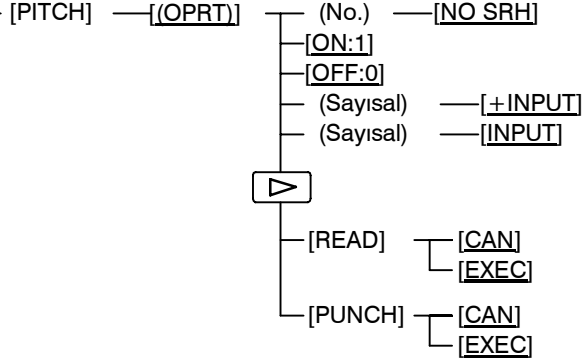 [PITCH] [(OPRT)] (No.) [NO SRH]
[ON:1]
[OFF:0]
(Sayısal) [+INPUT]
(Sayısal) [INPUT]
[READ] [CAN]
[EXEC]
[PUNCH] [CAN]
[EXEC]